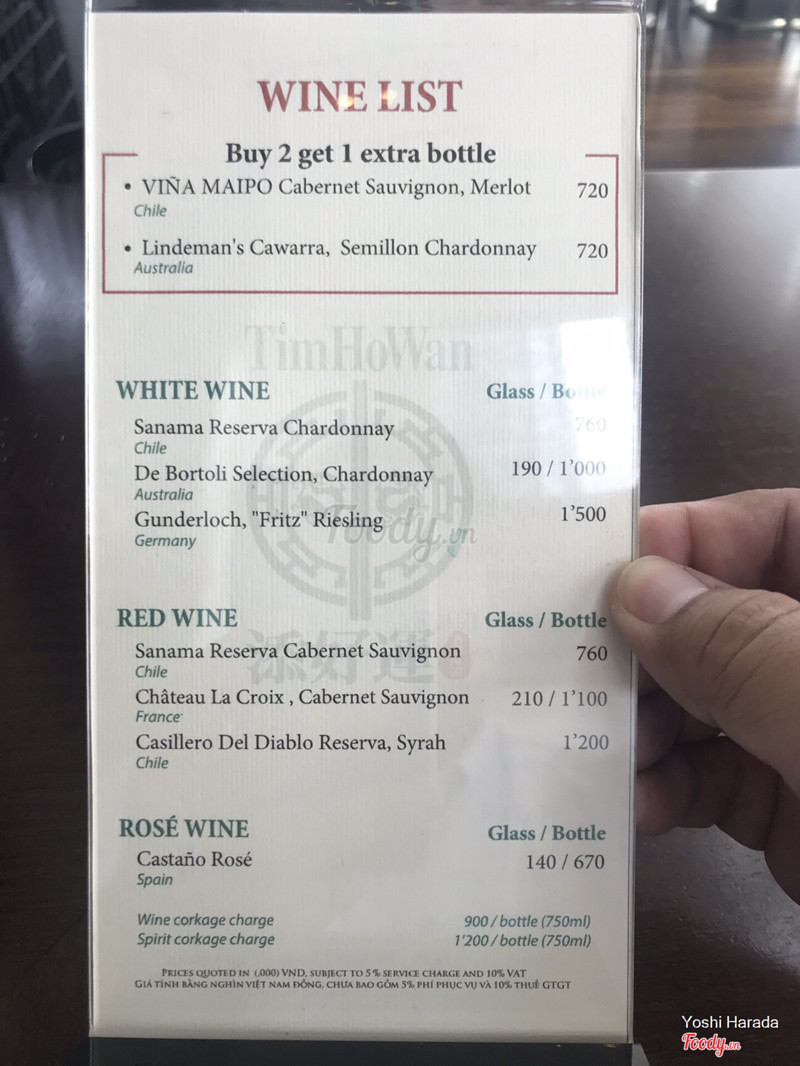 WINE LIST
Buy 2 get 1 extra bottle
• VIÑA MAIPO Cabernet Sauvignon, Merlot 720
Chile
• Lindeman's Cawarra, Semillon Chardonnay 720
Australia
TimHoWan
WHITE WINE Glass / Bottle
Sanama Reserva Chardonnay 760
Chile
De Bortoli Selection, Chardonnay 190 / 1'000
Australia
Gunderloch, "Fritz" Riesling 1'500
Foody.vn
Germany
RED WINE Glass / Bottle
添好運
Sanama Reserva Cabernet Sauvignon 760
Chile
Château La Croix , Cabernet Sauvignon 210 / 1'100
France
Casillero Del Diablo Reserva, Syrah 1'200
Chile
ROSÉ WINE Glass / Bottle
Castaño Rosé 140 / 670
Spain
Wine corkage charge 900 / bottle (750ml)
Spirit corkage charge 1'200 / bottle (750ml)
PRICES QUOTED IN (,000) VND, SUBJECT TO 5% SERVICE CHARGE AND 10% VAT
GIÁ TÍNH BẰNG NGHÌN VIỆT NAM ĐỒNG, CHƯA BAO GỒM 5% PHÍ PHỤC VỤ VÀ 10% THUẾ GTGT
Yoshi Harada
Foody.vn